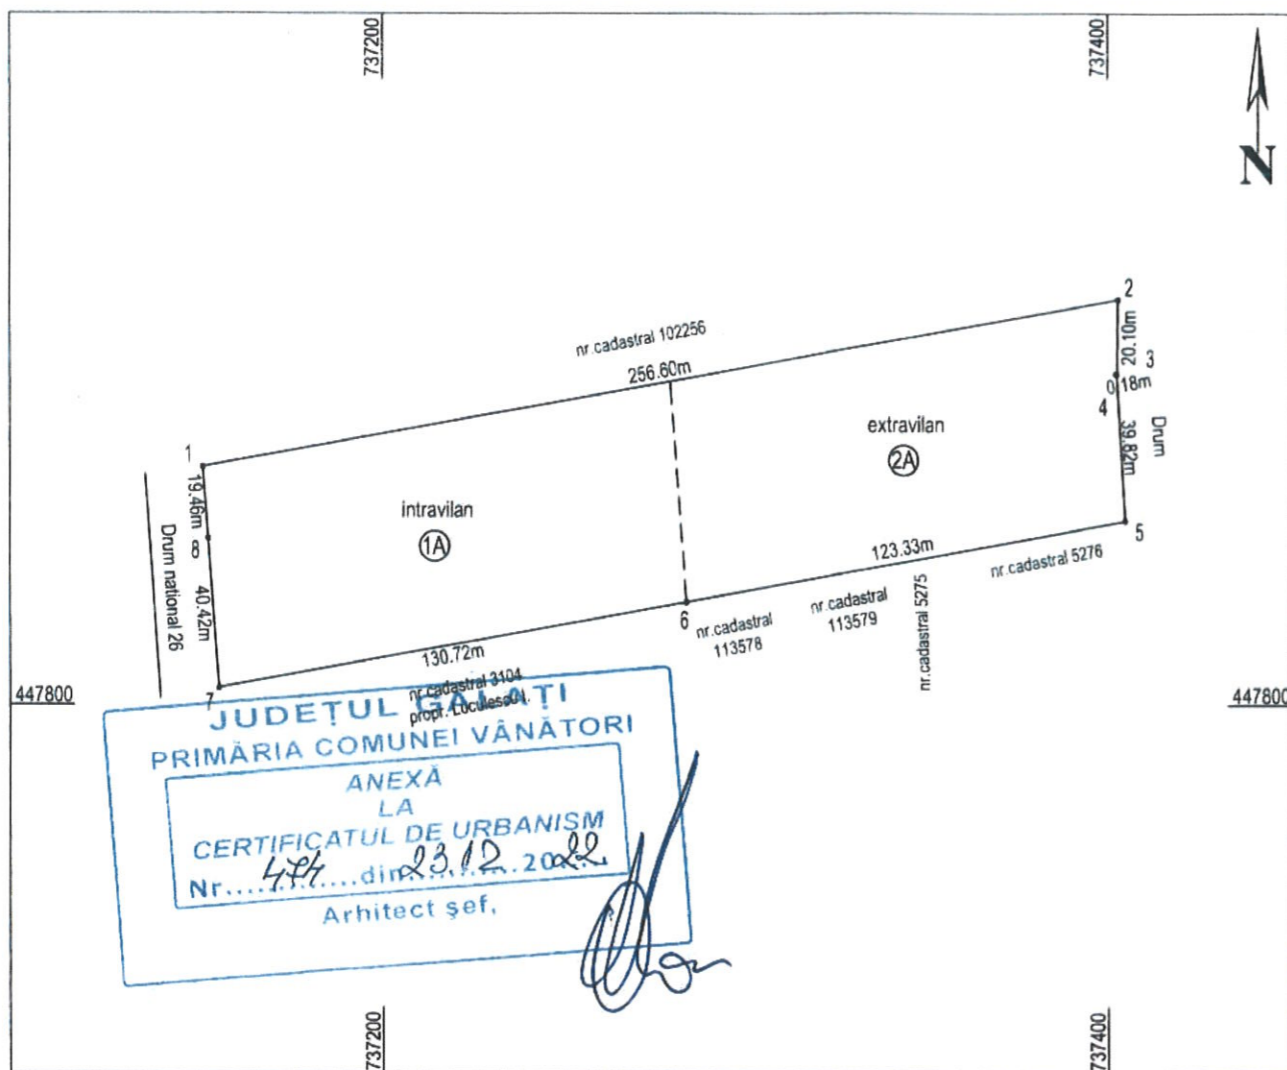 737200
737400
N
2
nr.cadastral 102256
20.10m
256.60m
3
0.18m
4
Drum
extravilan
2A
39.82m
1
19.46m
intravilan
1A
8
Drum national 26
40.42m
5
123.33m
nr.cadastral 5276
nr.cadastral
113579
nr.cadastral 5275
6
nr.cadastral
113578
130.72m
7
nr.cadastral 3104
propr. Luculescu I.
447800
447800
JUDEȚUL GALAȚI
PRIMĂRIA COMUNEI VÂNĂTORI
ANEXĂ
LA
CERTIFICATUL DE URBANISM
Nr.....474.....din 23.12.....2022
Arhitect șef,
737200
737400